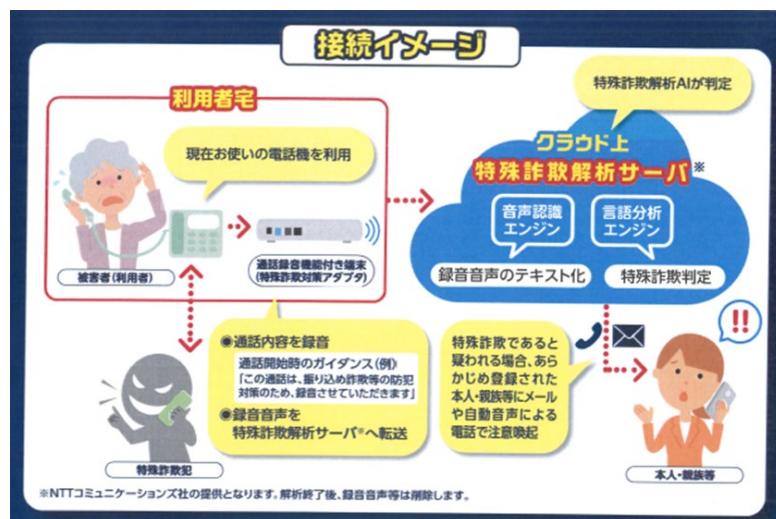 接続イメージ
特殊詐欺解析AIが判定
利用者宅
現在お使いの電話機を利用
クラウド上
特殊詐欺解析サーバ※
音声認識
エンジン
言語分析
エンジン
録音音声のテキスト化
特殊詐欺判定
被害者(利用者)
通話録音機能付き端末
(特殊詐欺対策アダプタ)
◉通話内容を録音
通話開始時のガイダンス(例)
「この通話は、振り込め詐欺等の防犯
対策のため、録音させていただきます」
◉録音音声を
特殊詐欺解析サーバ※へ転送
特殊詐欺であると
疑われる場合、あら
かじめ登録された
本人・親族等にメール
や自動音声による
電話で注意喚起
!!
特殊詐欺犯
本人・親族等
※NTTコミュニケーションズ社の提供となります。解析終了後、録音音声等は削除します。